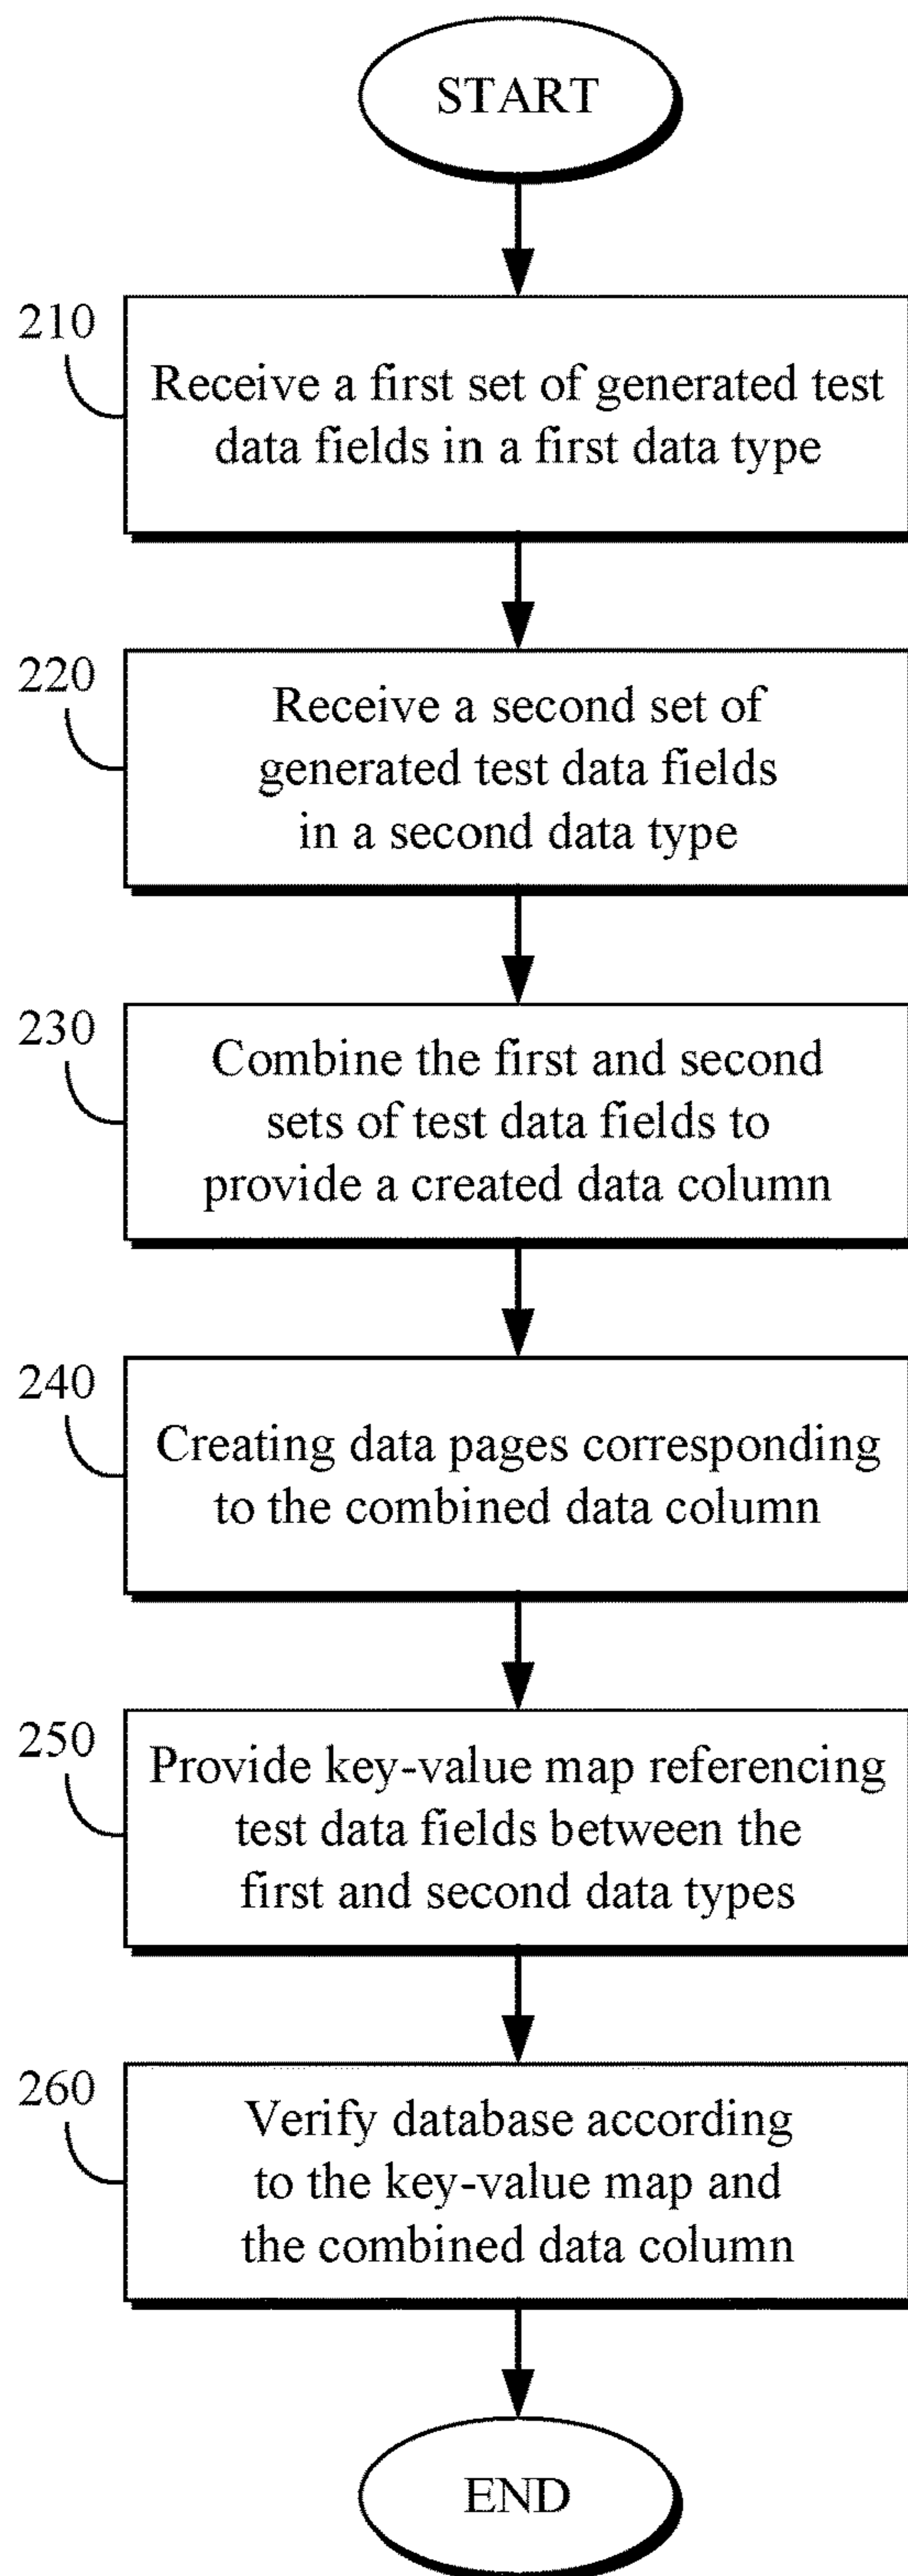 START
210
Receive a first set of generated test
data fields in a first data type
220
Receive a second set of
generated test data fields
in a second data type
230
Combine the first and second
sets of test data fields to
provide a created data column
240
Creating data pages corresponding
to the combined data column
250
Provide key-value map referencing
test data fields between the
first and second data types
260
Verify database according
to the key-value map and
the combined data column
END